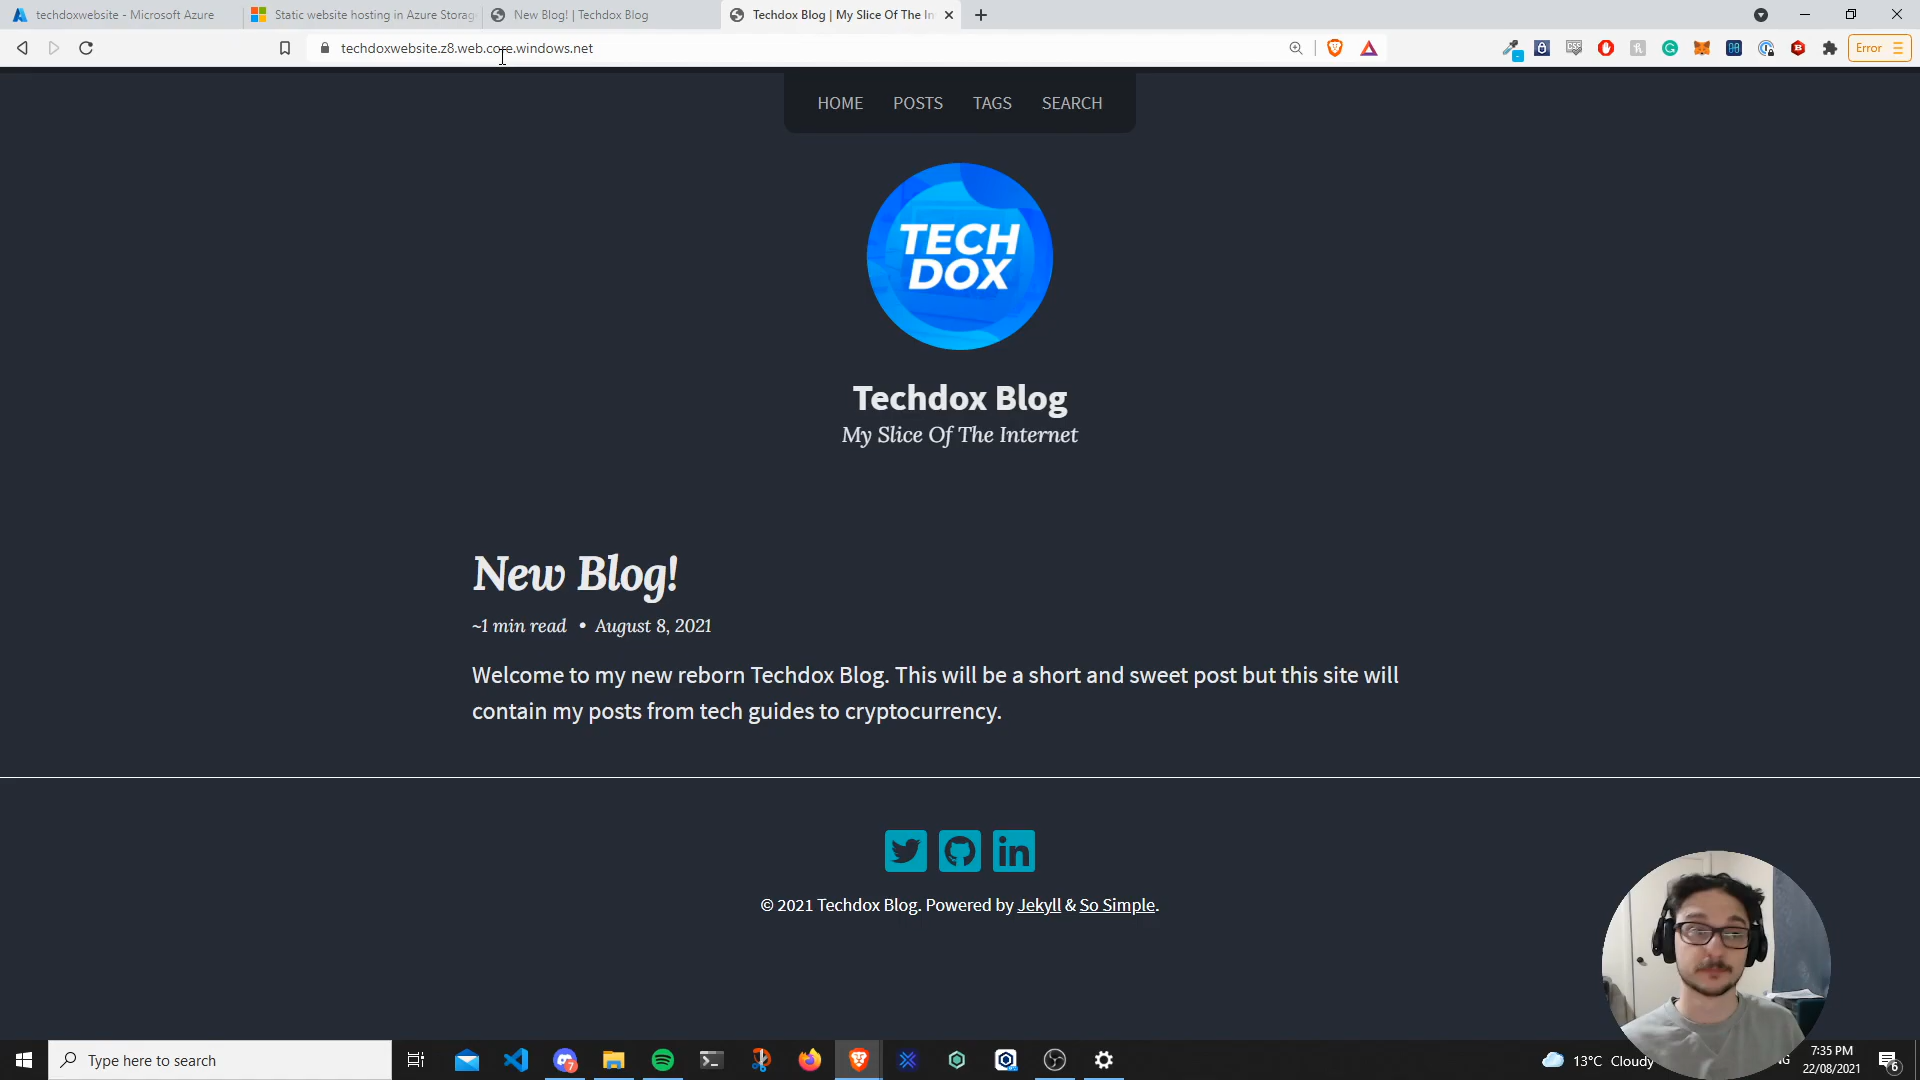 techdoxwebsite - Microsoft Azure
Static website hosting in Azure Storag
New Blog! | Techdox Blog
Techdox Blog | My Slice Of The In
techdoxwebsite.z8.web.core.windows.net
Error
HOME
POSTS
TAGS
SEARCH
TECH
DOX
Techdox Blog
My Slice Of The Internet
New Blog!
~1 min read • August 8, 2021
Welcome to my new reborn Techdox Blog. This will be a short and sweet post but this site will
contain my posts from tech guides to cryptocurrency.
© 2021 Techdox Blog. Powered by Jekyll & So Simple.
Type here to search
13°C Cloudy
7:35 PM
22/08/2021
6